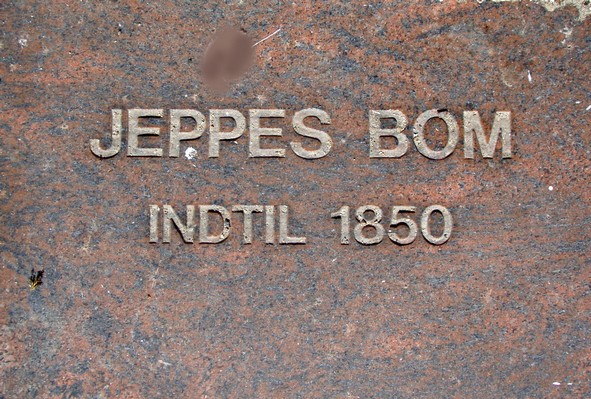 JEPPES BOM
INDTIL 1850